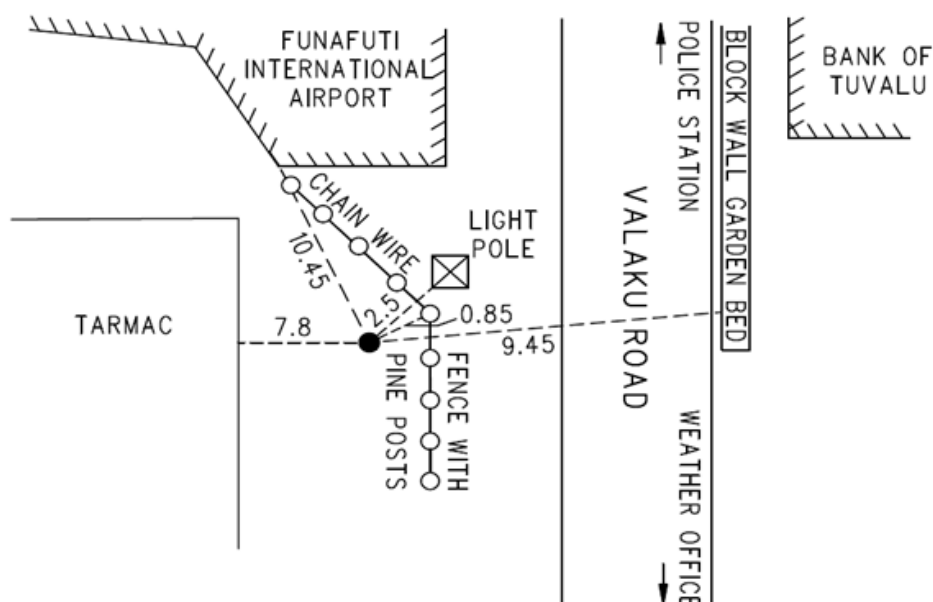 FUNAFUTI
INTERNATIONAL
AIRPORT
POLICE STATION
BLOCK WALL GARDEN BED
BANK OF
TUVALU
CHAIN WIRE
LIGHT
POLE
VALAKU ROAD
10.45
TARMAC
7.8
2.5
0.85
9.45
FENCE WITH
PINE POSTS
WEATHER OFFICE